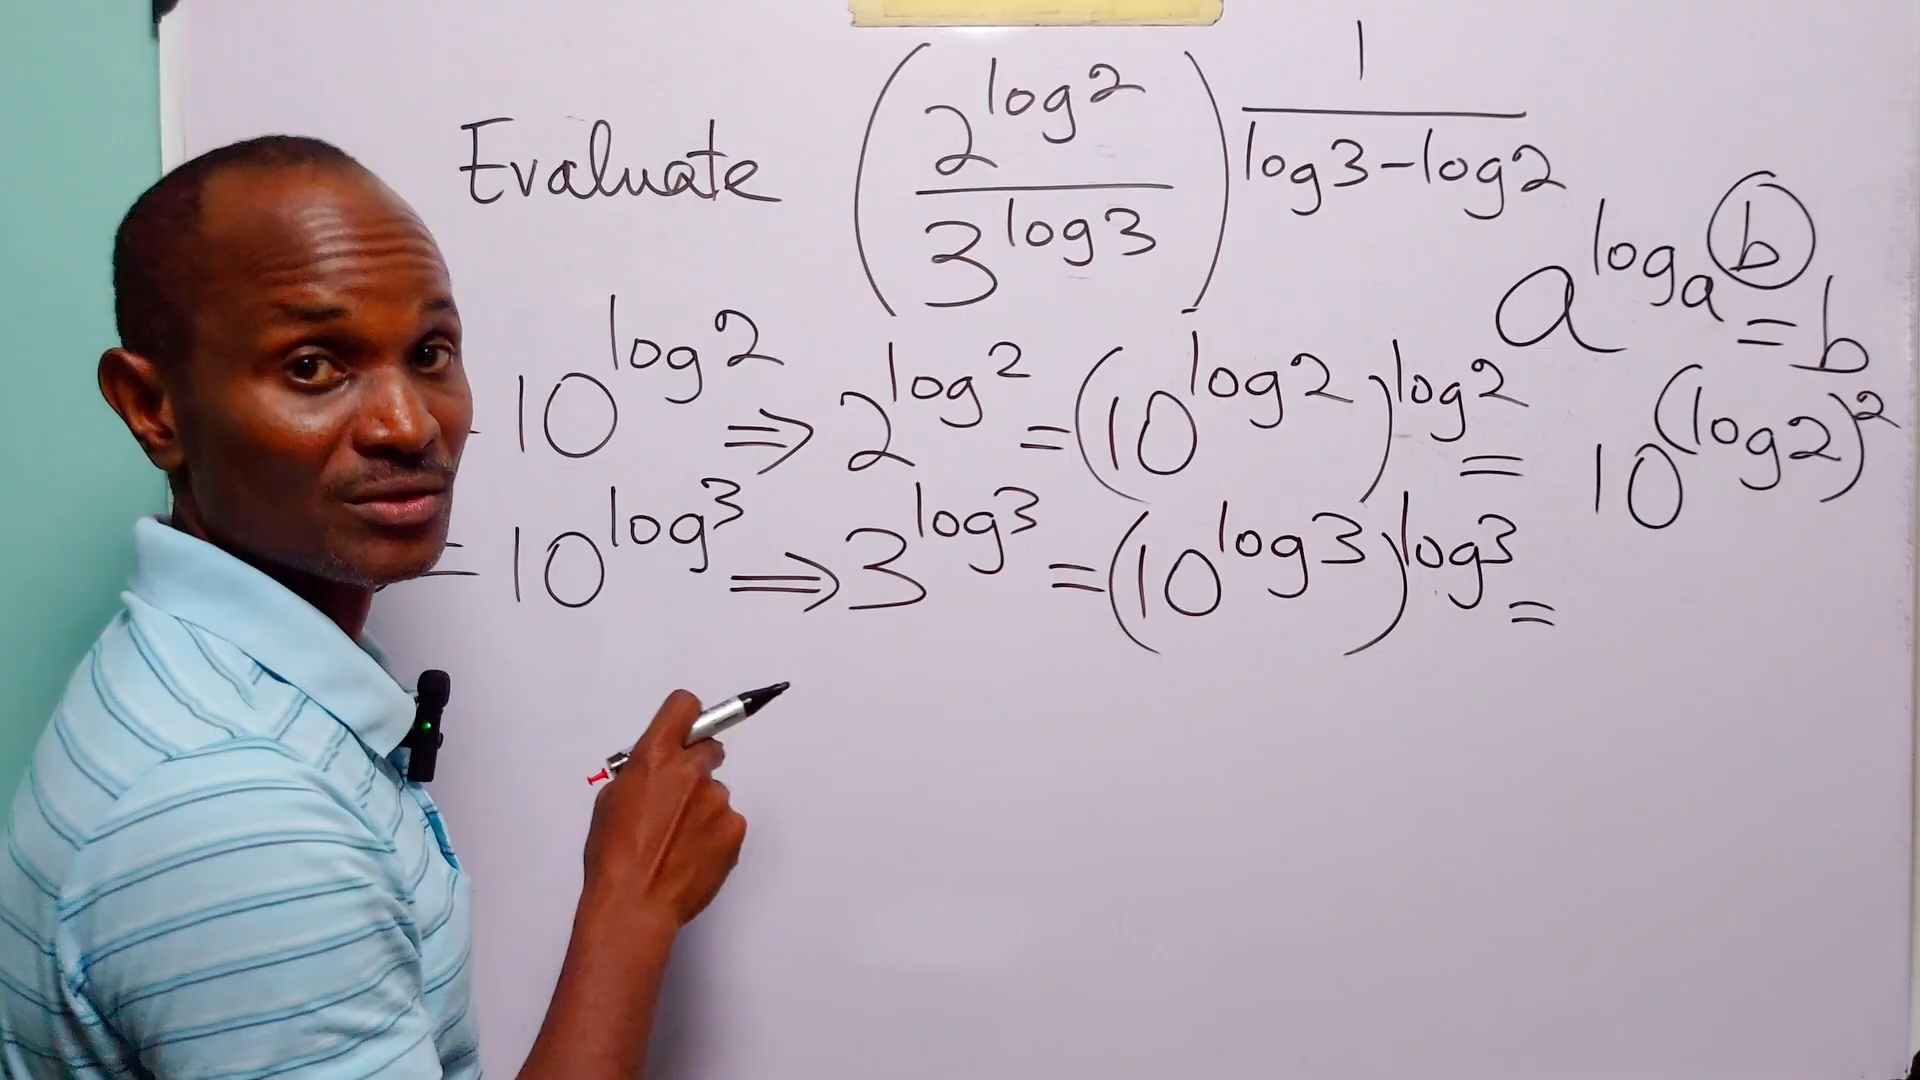 Evaluate (2^log2 / 3^log3)^(1 / (log3 - log2))
a^(log_a b) = b
- 10^log2 ⇒ 2^log2 = (10^log2)^log2 = 10^(log2)^2
= 10^log3 ⇒ 3^log3 = (10^log3)^log3 =